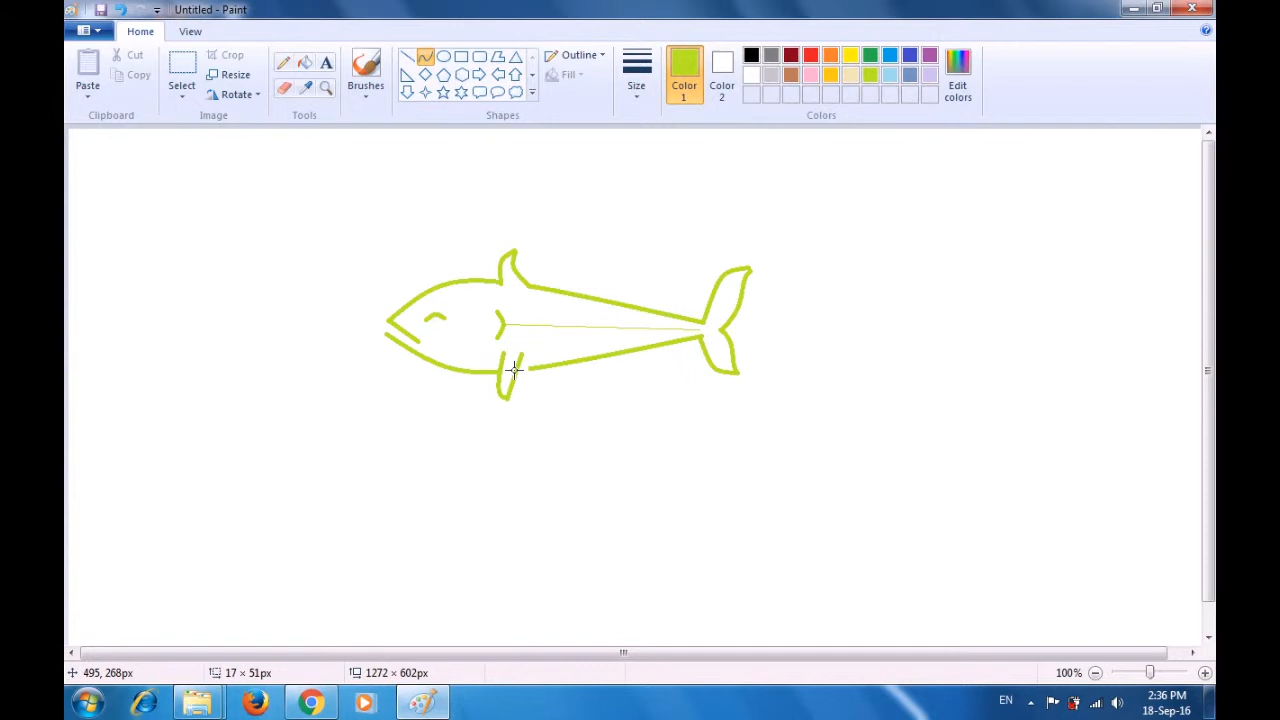 Untitled - Paint
Home View
Paste Cut Copy Clipboard
Select Crop Resize Rotate Image
A Tools
Brushes
Shapes Outline Fill
Size
Color 1 Color 2 Edit colors Colors
495, 268px 17 × 51px 1272 × 602px 100%
EN 2:36 PM
18-Sep-16